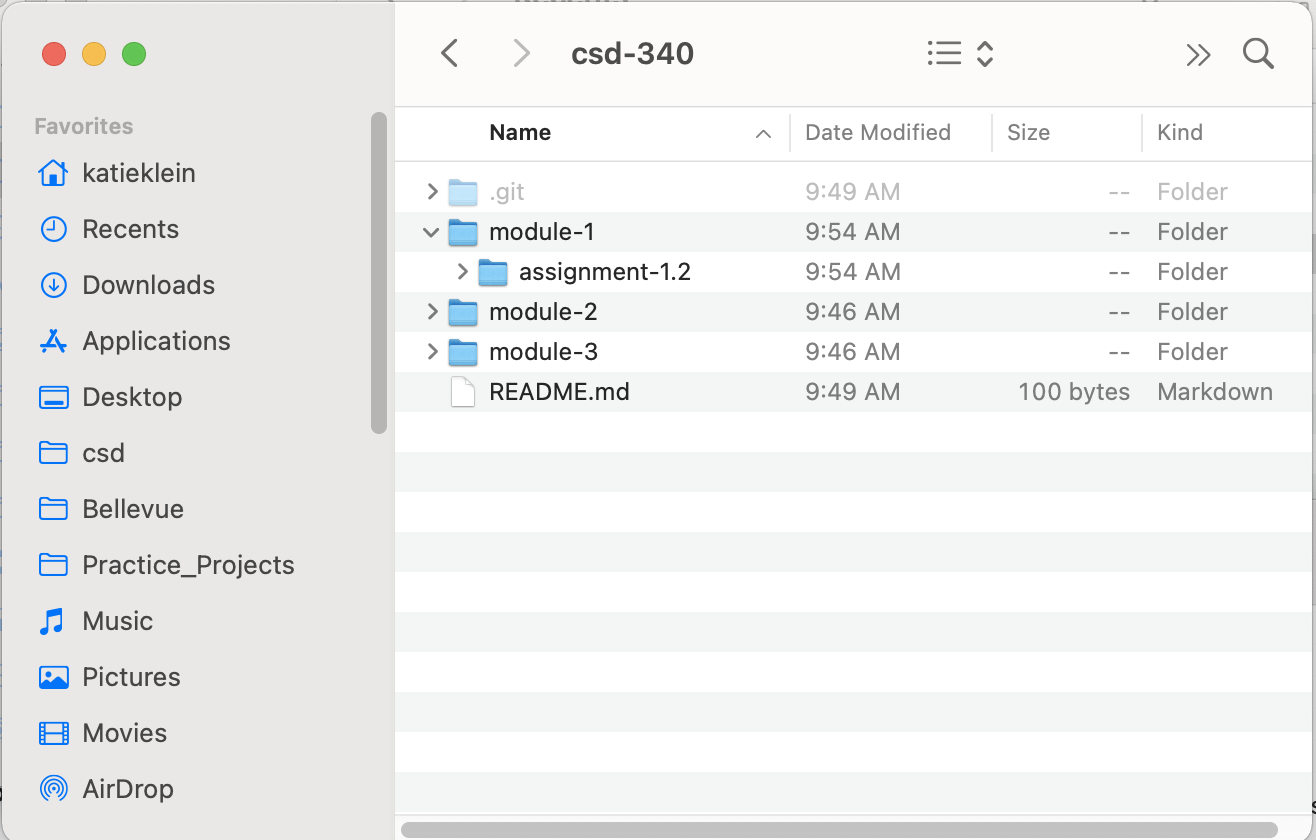 csd-340
Favorites
katieklein
Recents
Downloads
Applications
Desktop
csd
Bellevue
Practice_Projects
Music
Pictures
Movies
AirDrop
Name Date Modified Size Kind
.git 9:49 AM -- Folder
module-1 9:54 AM -- Folder
assignment-1.2 9:54 AM -- Folder
module-2 9:46 AM -- Folder
module-3 9:46 AM -- Folder
README.md 9:49 AM 100 bytes Markdown